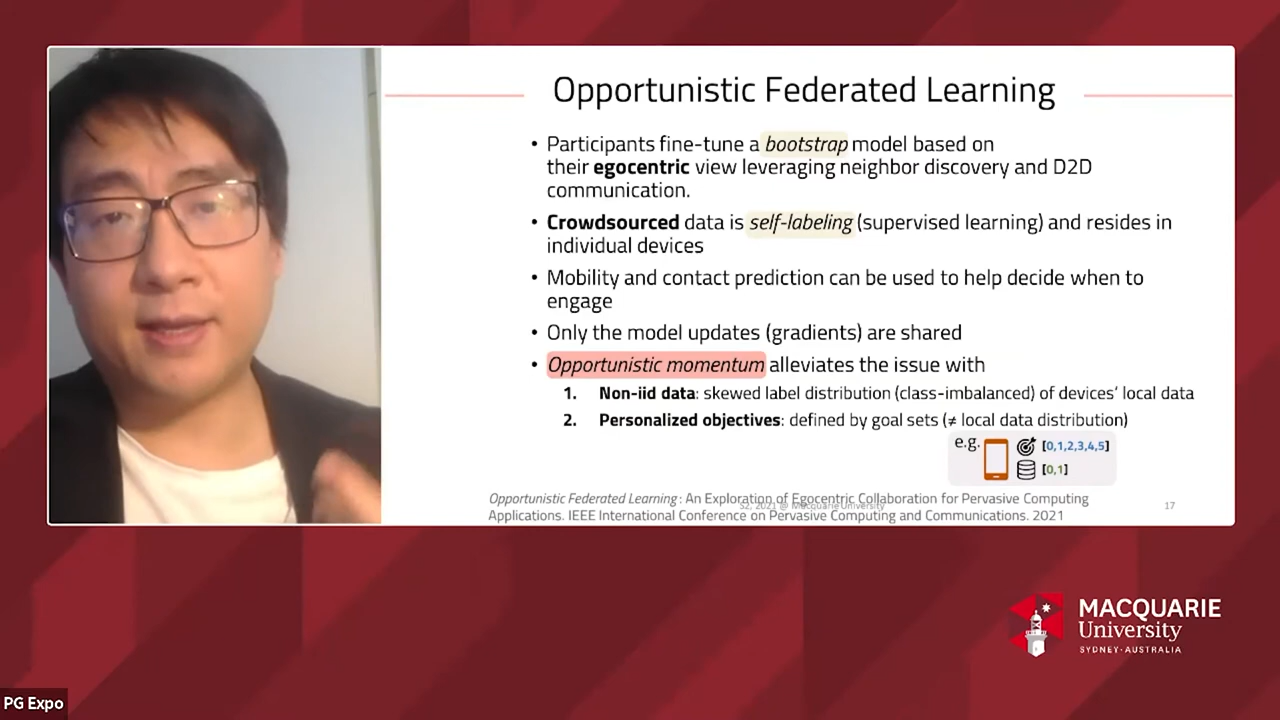 Opportunistic Federated Learning
• Participants fine-tune a bootstrap model based on
their egocentric view leveraging neighbor discovery and D2D
communication.
• Crowdsourced data is self-labeling (supervised learning) and resides in
individual devices
• Mobility and contact prediction can be used to help decide when to
engage
• Only the model updates (gradients) are shared
• Opportunistic momentum alleviates the issue with
1. Non-iid data: skewed label distribution (class-imbalanced) of devices' local data
2. Personalized objectives: defined by goal sets (≠ local data distribution)
e.g. [0,1,2,3,4,5]
[0,1]
Opportunistic Federated Learning: An Exploration of Egocentric Collaboration for Pervasive Computing
S2, 2021 @ Macquarie University
17
Applications. IEEE International Conference on Pervasive Computing and Communications. 2021
MACQUARIE
University
SYDNEY·AUSTRALIA
PG Expo